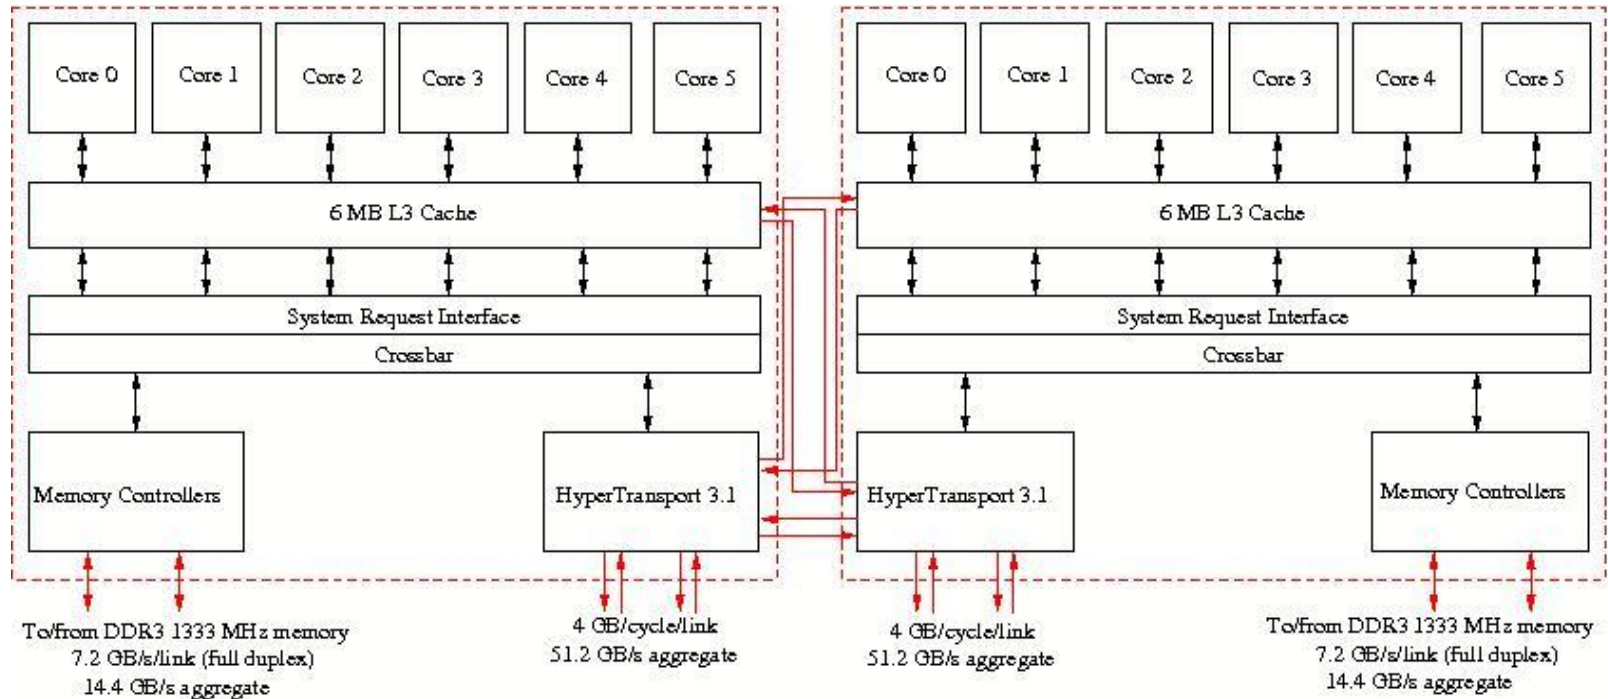 Core 0
Core 1
Core 2
Core 3
Core 4
Core 5
6 MB L3 Cache
System Request Interface
Crossbar
Memory Controllers
HyperTransport 3.1
To/from DDR3 1333 MHz memory
7.2 GB/s/link (full duplex)
14.4 GB/s aggregate
4 GB/cycle/link
51.2 GB/s aggregate
Core 0
Core 1
Core 2
Core 3
Core 4
Core 5
6 MB L3 Cache
System Request Interface
Crossbar
HyperTransport 3.1
Memory Controllers
4 GB/cycle/link
51.2 GB/s aggregate
To/from DDR3 1333 MHz memory
7.2 GB/s/link (full duplex)
14.4 GB/s aggregate